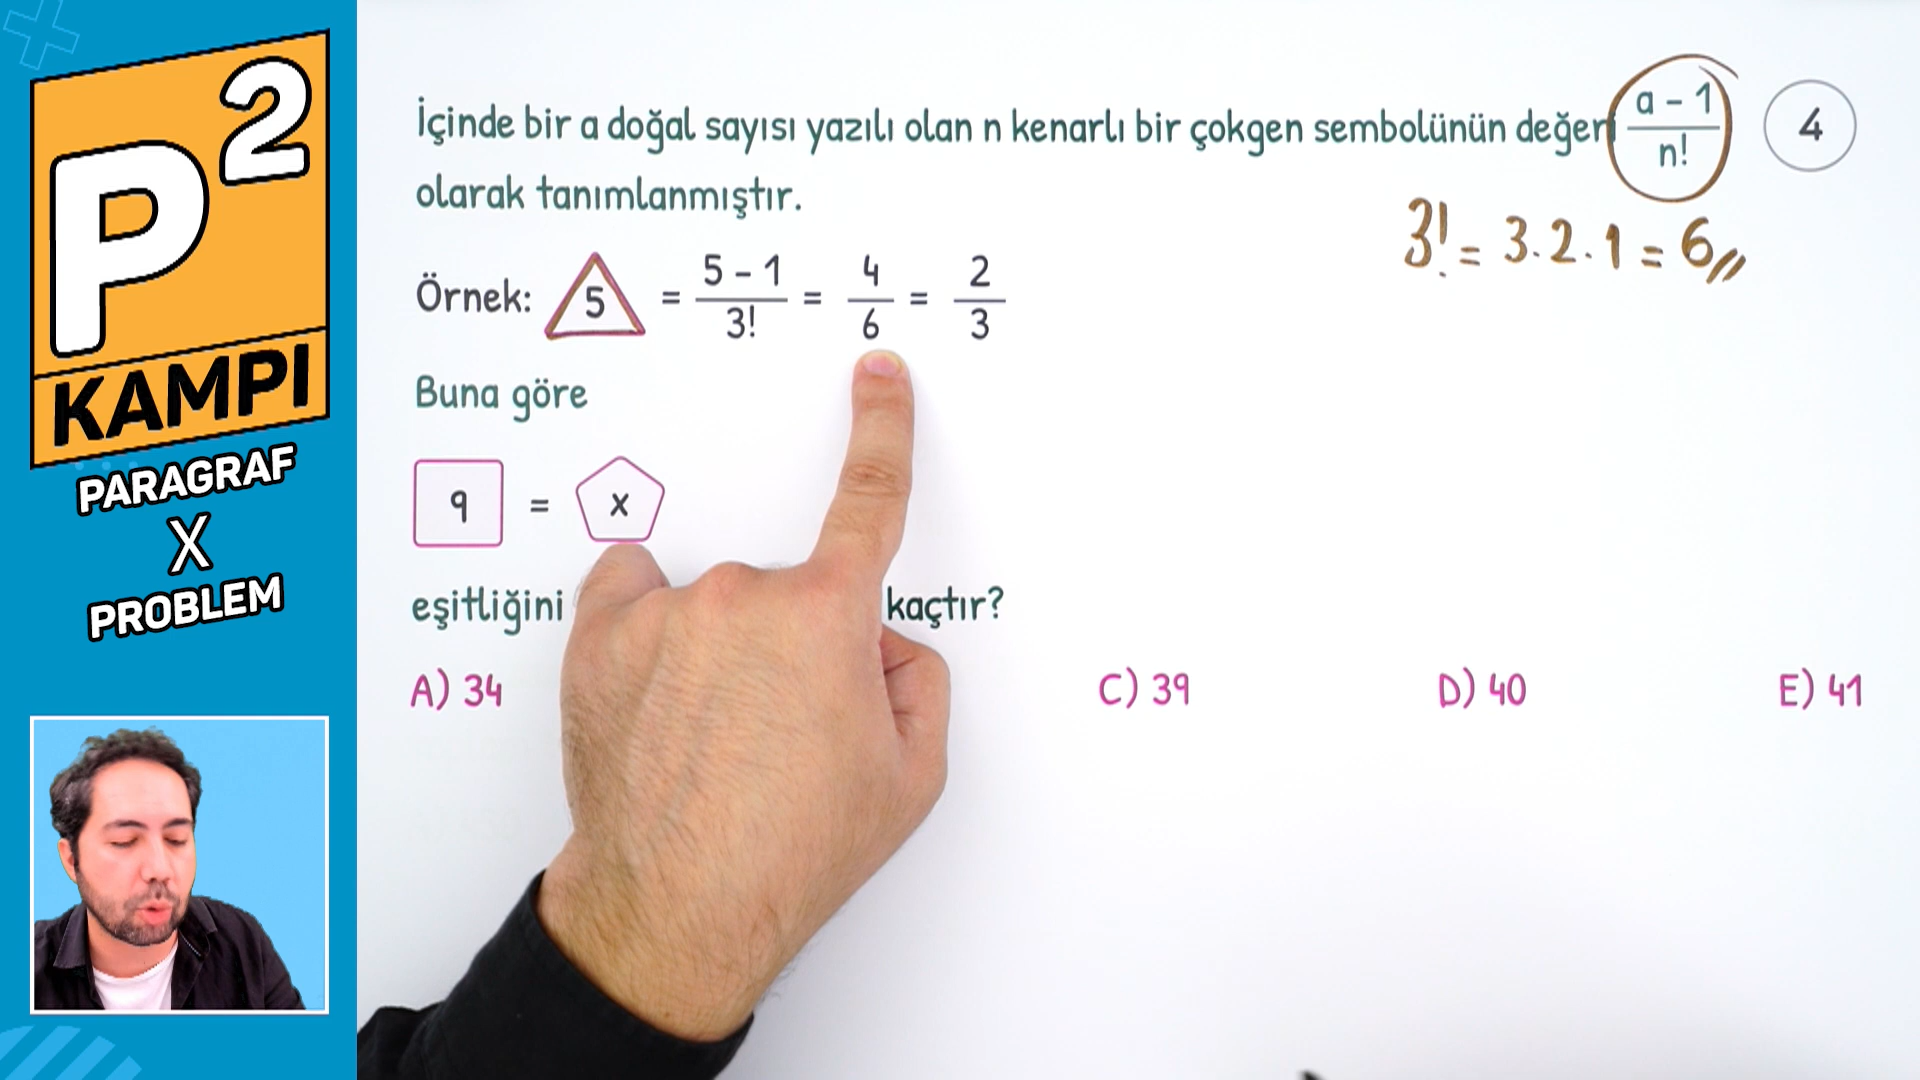 P²
KAMPI
PARAGRAF
X
PROBLEM
İçinde bir a doğal sayısı yazılı olan n kenarlı bir çokgen sembolünün değeri (a - 1)/n!
4
olarak tanımlanmıştır.
3! = 3.2.1 = 6
Örnek: 5 = (5 - 1)/3! = 4/6 = 2/3
Buna göre
9 = x
eşitliğini kaçtır?
A) 34 C) 39 D) 40 E) 41